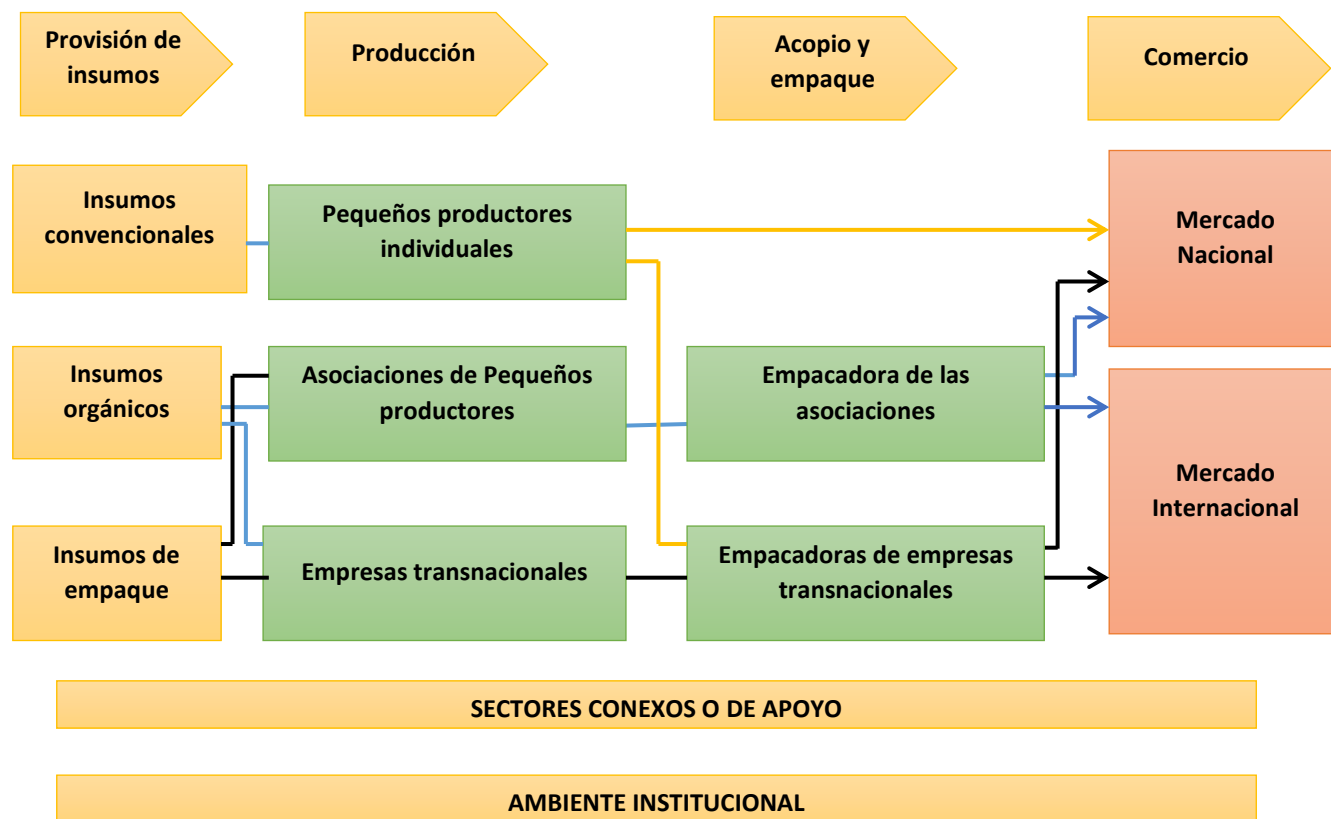 Provisión de
insumos
Producción
Acopio y
empaque
Comercio
Insumos
convencionales
Pequeños productores
individuales
Mercado
Nacional
Insumos
orgánicos
Asociaciones de Pequeños
productores
Empacadora de las
asociaciones
Mercado
Internacional
Insumos de
empaque
Empresas transnacionales
Empacadoras de empresas
transnacionales
SECTORES CONEXOS O DE APOYO
AMBIENTE INSTITUCIONAL